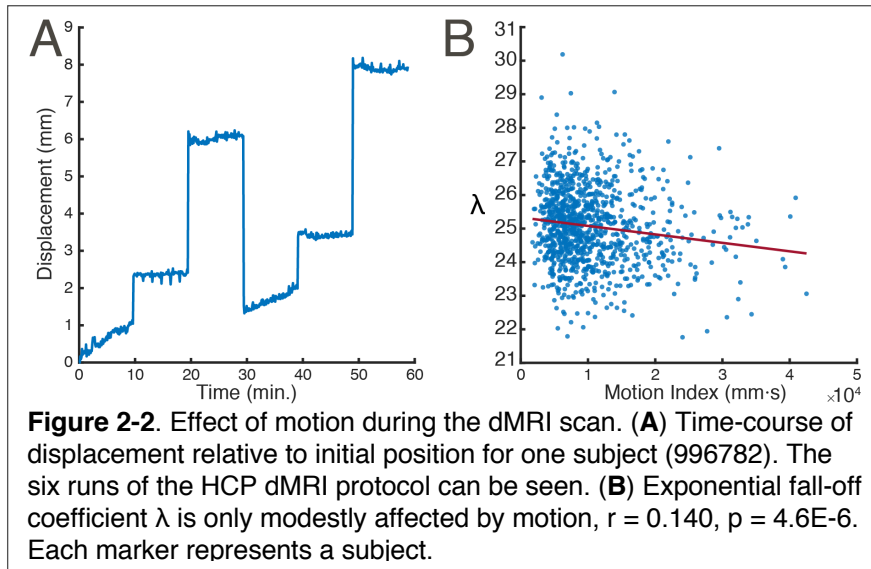 A
9
8
7
6
5
4
3
2
1
0
Displacement (mm)
0 10 20 30 40 50 60
Time (min.)
B
31
30
29
28
27
26
25
24
23
22
21
λ
0 1 2 3 4 5
Motion Index (mm·s) ×10⁴
Figure 2-2. Effect of motion during the dMRI scan. (A) Time-course of
displacement relative to initial position for one subject (996782). The
six runs of the HCP dMRI protocol can be seen. (B) Exponential fall-off
coefficient λ is only modestly affected by motion, r = 0.140, p = 4.6E-6.
Each marker represents a subject.